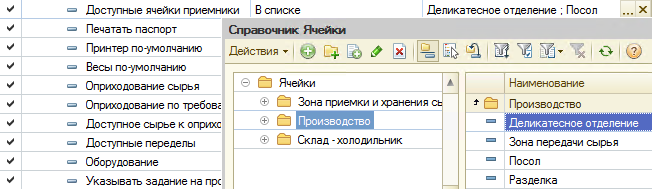 Доступные ячейки приемники В списке Деликатесное отделение ; Посол ... ×
Печатать паспорт
Принтер по-умолчанию
Весы по-умолчанию
Оприходование сырья
Оприходование по требова
Доступное сырье к оприхо
Доступные переделы
Оборудование
Указывать задание на про
Справочник Ячейки
Действия
Ячейки
Зона приемки и хранения сы
Производство
Склад - холодильник
Наименование
Производство
Деликатесное отделение
Зона передачи сырья
Посол
Разделка